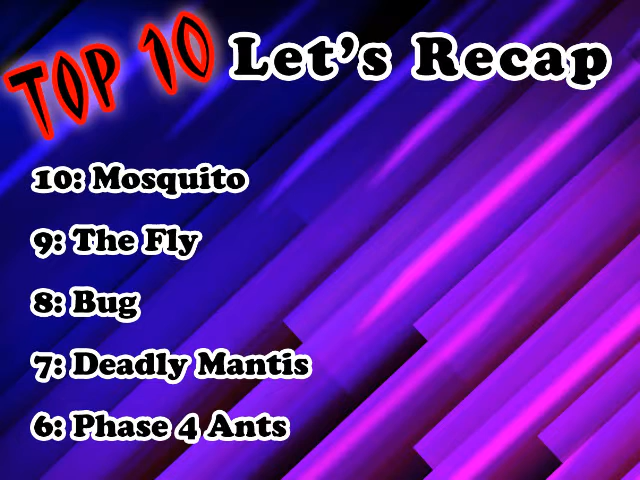 TOP 10 Let's Recap
10: Mosquito
9: The Fly
8: Bug
7: Deadly Mantis
6: Phase 4 Ants